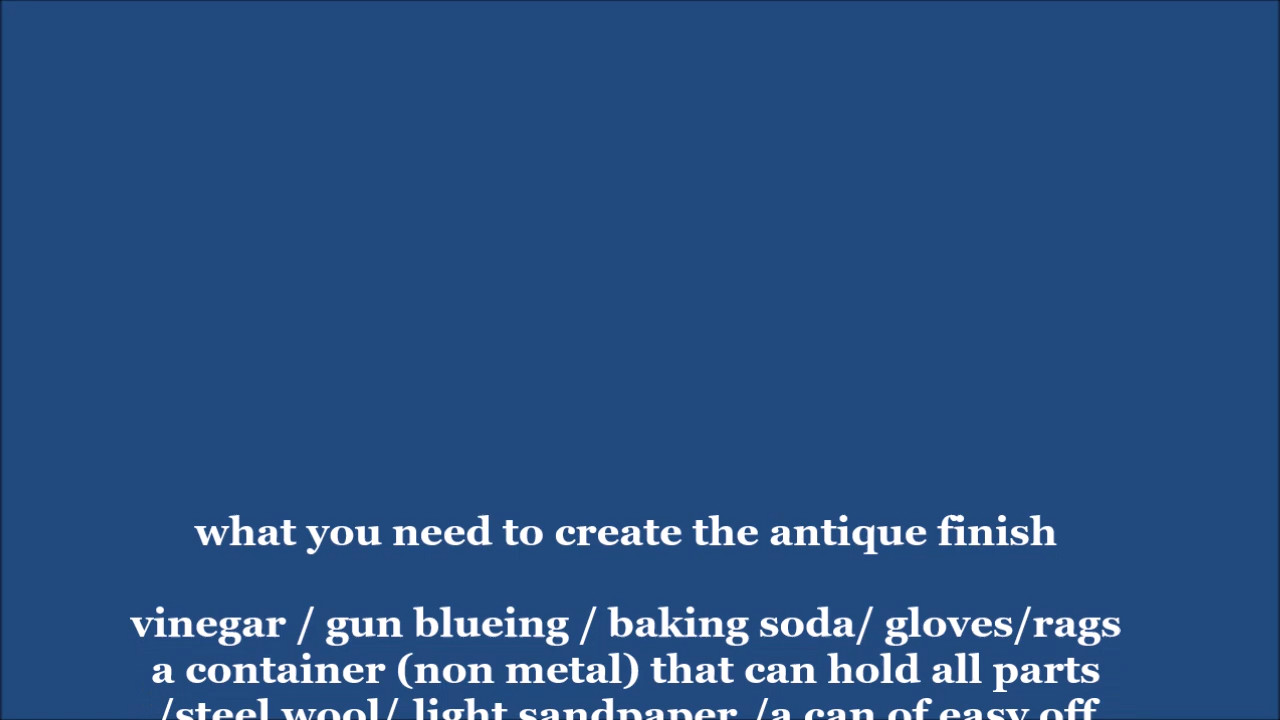 what you need to create the antique finish
vinegar / gun blueing / baking soda/ gloves/rags
a container (non metal) that can hold all parts
/steel wool/ light sandpaper /a can of easy off